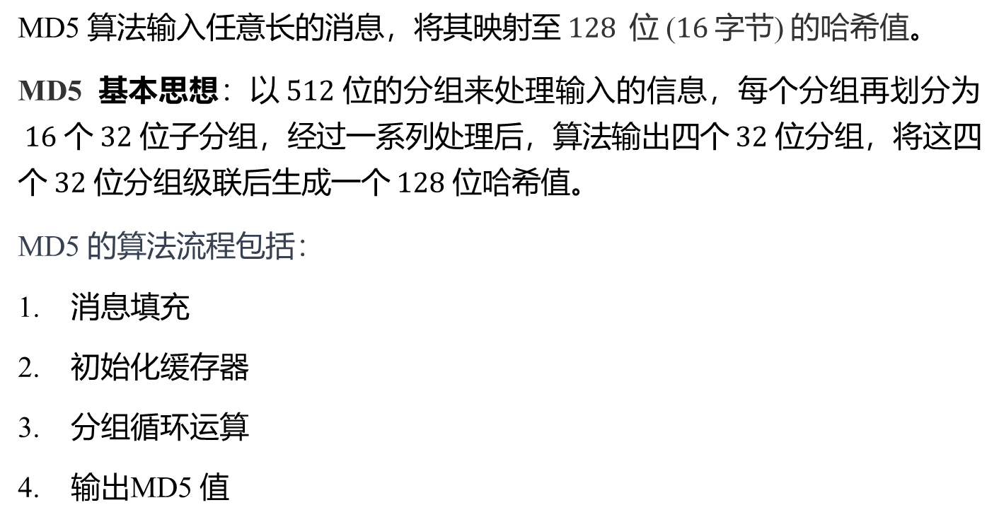 MD5 算法输入任意长的消息，将其映射至 128 位 (16 字节) 的哈希值。
MD5 基本思想：以 512 位的分组来处理输入的信息，每个分组再划分为
16 个 32 位子分组，经过一系列处理后，算法输出四个 32 位分组，将这四
个 32 位分组级联后生成一个 128 位哈希值。
MD5 的算法流程包括：
1. 消息填充
2. 初始化缓存器
3. 分组循环运算
4. 输出MD5 值